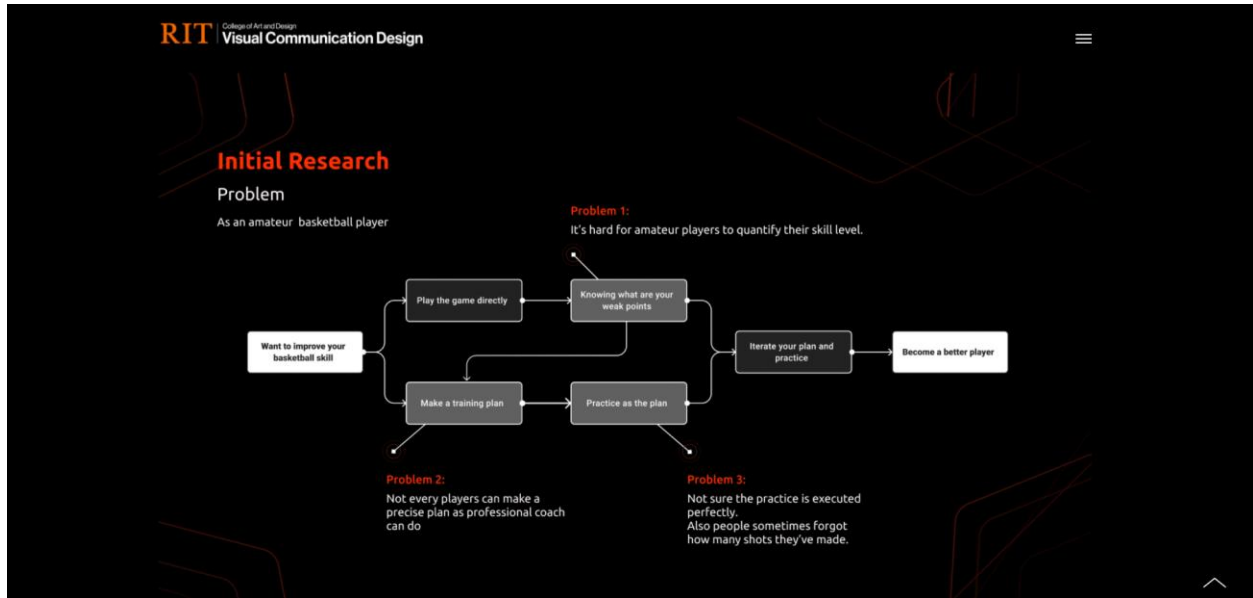 RIT
College of Art and Design
Visual Communication Design
Initial Research
Problem
As an amateur basketball player
Problem 1:
It's hard for amateur players to quantify their skill level.
Play the game directly
Knowing what are your
weak points
Want to improve your
basketball skill
Iterate your plan and
practice
Become a better player
Make a training plan
Practice as the plan
Problem 2:
Not every players can make a
precise plan as professional coach
can do
Problem 3:
Not sure the practice is executed
perfectly.
Also people sometimes forgot
how many shots they've made.